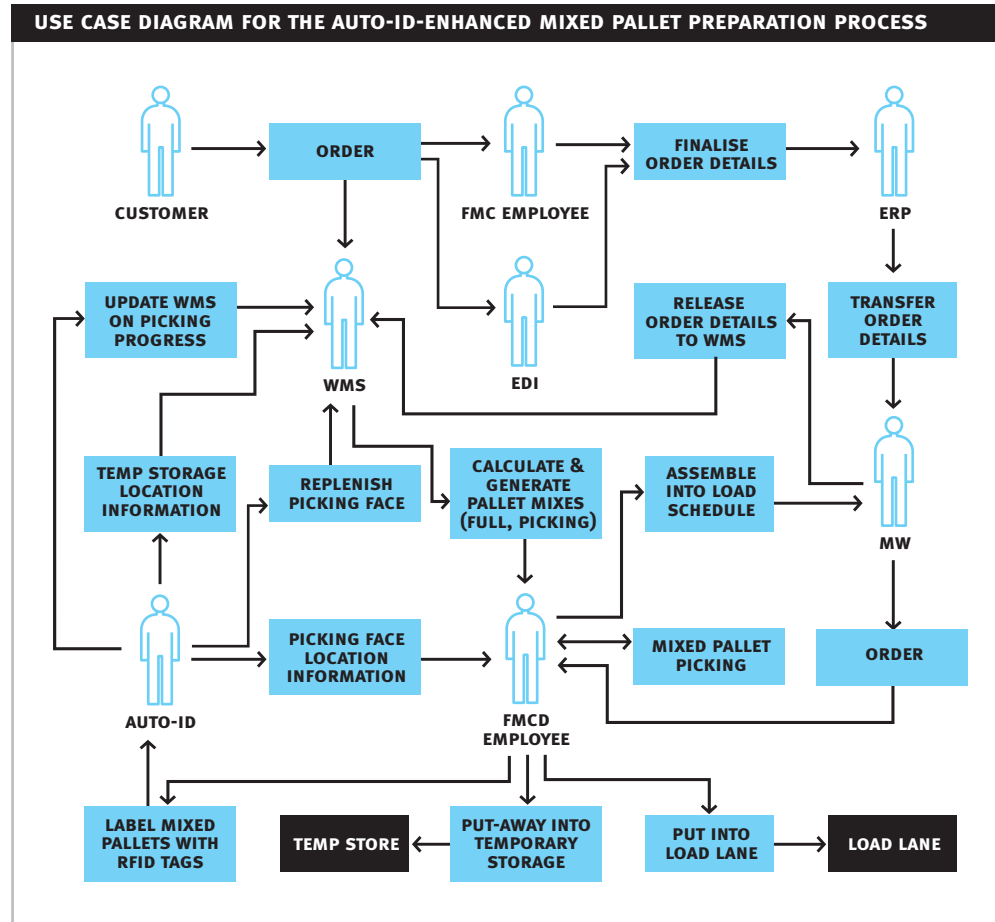 USE CASE DIAGRAM FOR THE AUTO-ID-ENHANCED MIXED PALLET PREPARATION PROCESS
CUSTOMER
ORDER
FMC EMPLOYEE
FINALISE
ORDER DETAILS
ERP
UPDATE WMS
ON PICKING
PROGRESS
WMS
EDI
RELEASE
ORDER DETAILS
TO WMS
TRANSFER
ORDER
DETAILS
TEMP STORAGE
LOCATION
INFORMATION
REPLENISH
PICKING FACE
CALCULATE &
GENERATE
PALLET MIXES
(FULL, PICKING)
ASSEMBLE
INTO LOAD
SCHEDULE
MW
AUTO-ID
PICKING FACE
LOCATION
INFORMATION
FMCD
EMPLOYEE
MIXED PALLET
PICKING
ORDER
LABEL MIXED
PALLETS WITH
RFID TAGS
TEMP STORE
PUT-AWAY INTO
TEMPORARY
STORAGE
PUT INTO
LOAD LANE
LOAD LANE